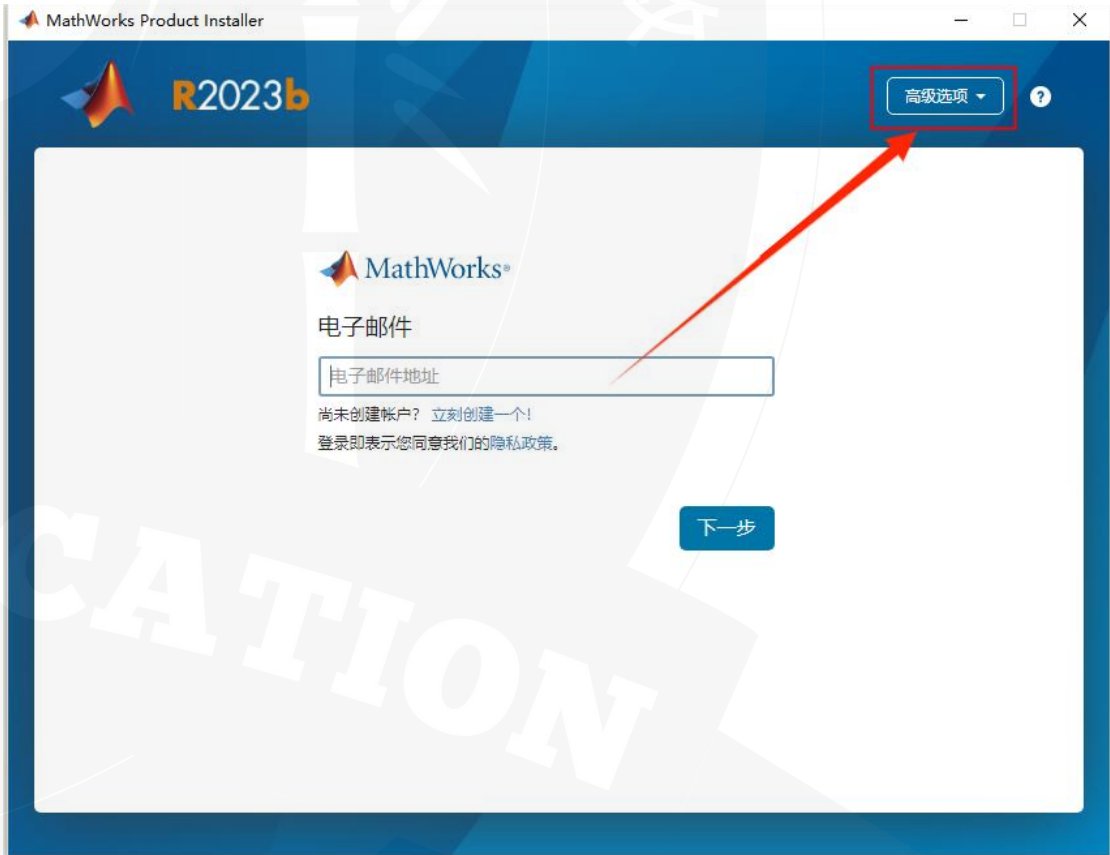 MathWorks Product Installer
R2023b
高级选项
?
MathWorks®
电子邮件
电子邮件地址
尚未创建帐户? 立刻创建一个!
登录即表示您同意我们的隐私政策。
下一步
CATION